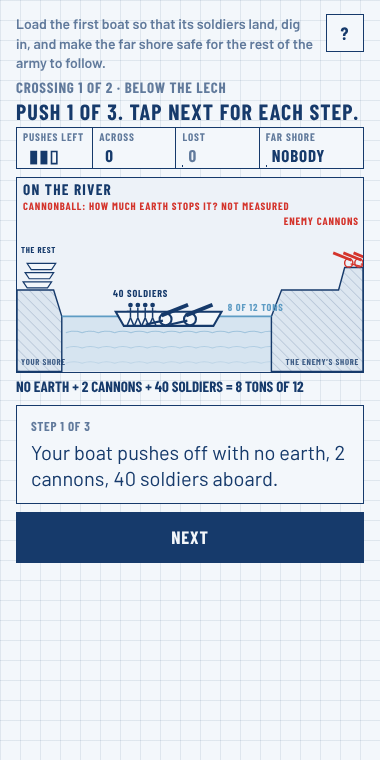 Load the first boat so that its soldiers land, dig
in, and make the far shore safe for the rest of the
army to follow.
?
CROSSING 1 OF 2 · BELOW THE LECH
PUSH 1 OF 3. TAP NEXT FOR EACH STEP.
PUSHES LEFT
ACROSS
0
LOST
0
FAR SHORE
NOBODY
ON THE RIVER
CANNONBALL: HOW MUCH EARTH STOPS IT? NOT MEASURED
ENEMY CANNONS
THE REST
40 SOLDIERS
8 OF 12 TONS
YOUR SHORE
THE ENEMY'S SHORE
NO EARTH + 2 CANNONS + 40 SOLDIERS = 8 TONS OF 12
STEP 1 OF 3
Your boat pushes off with no earth, 2
cannons, 40 soldiers aboard.
NEXT